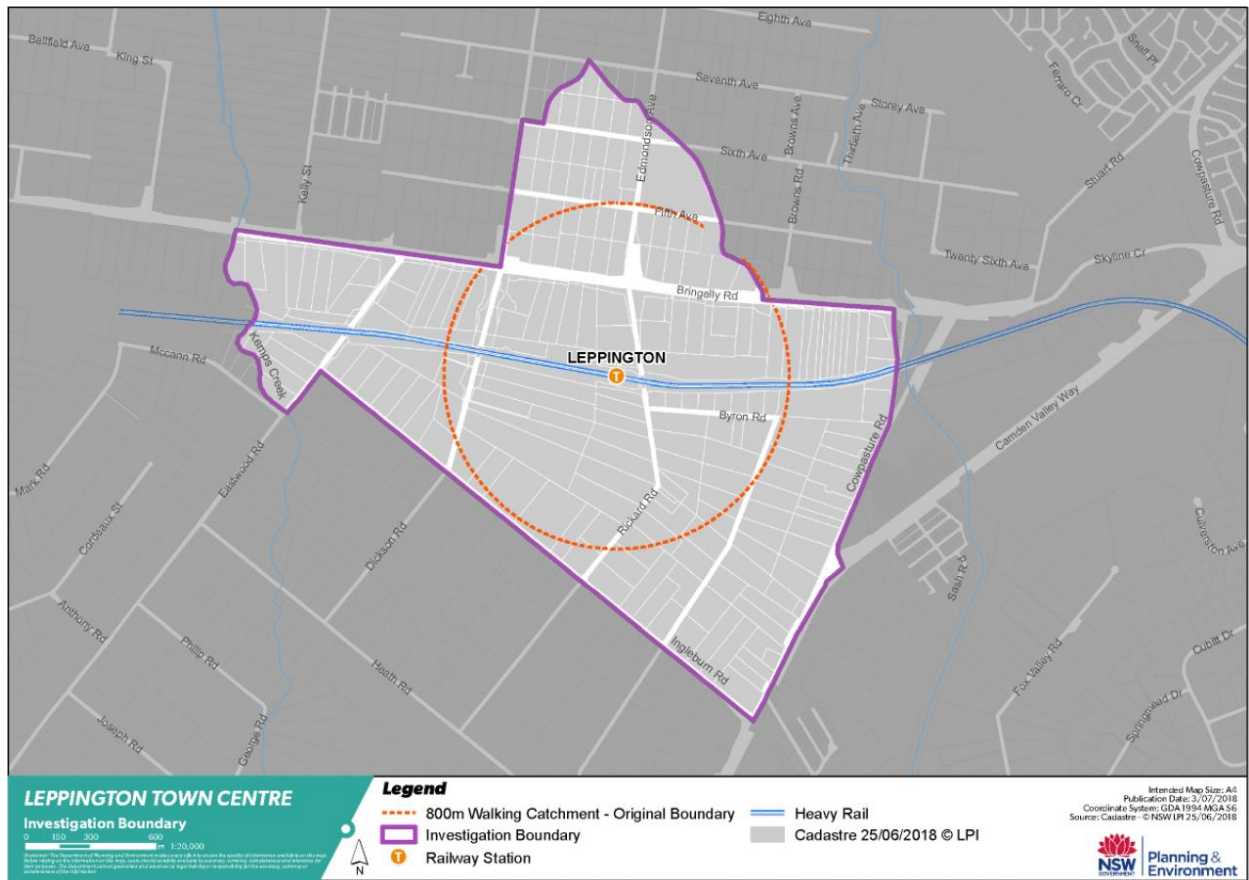 Eighth Ave
Bellfield Ave
King St
Snell Pl
Ferraro Cr
Seventh Ave
Storey Ave
Edmondson Ave
Browns Ave
Thirtieth Ave
Sixth Ave
Stuart Rd
Cowpasture Rd
Kelly St
Browns Rd
Fifth Ave
Twenty Sixth Ave
Skyline Cr
Bringelly Rd
Mccann Rd
Kemps Creek
LEPPINGTON
T
Byron Rd
Camden Valley Way
Cowpasture Rd
Mark Rd
Eastwood Rd
Cordeaux St
Rickard Rd
Dickson Rd
Culverston Ave
Sash Rd
Anthony Rd
Phillip Rd
Heath Rd
Ingleburn Rd
Fox Valley Rd
Cubitt Dr
Springmead Dr
Joseph Rd
George Rd
LEPPINGTON TOWN CENTRE
Investigation Boundary
0 150 300 600
m 1:20,000
N
Legend
800m Walking Catchment - Original Boundary
Investigation Boundary
T Railway Station
Heavy Rail
Cadastre 25/06/2018 © LPI
Intended Map Size: A4
Publication Date: 3/07/2018
Coordinate System: GDA 1994 MGA 56
Source: Cadastre - © NSW LPI 25/06/2018
NSW
GOVERNMENT
Planning &
Environment